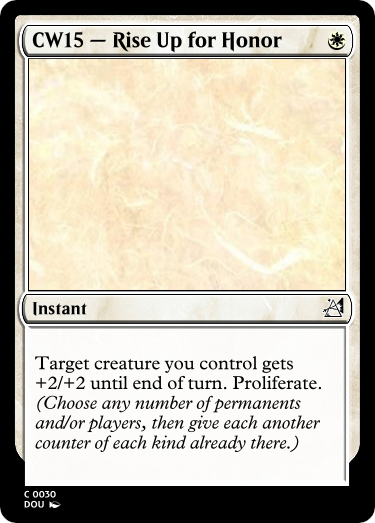 CW15 — Rise Up for Honor
Instant
Target creature you control gets
+2/+2 until end of turn. Proliferate.
(Choose any number of permanents
and/or players, then give each another
counter of each kind already there.)
C 0030
DOU